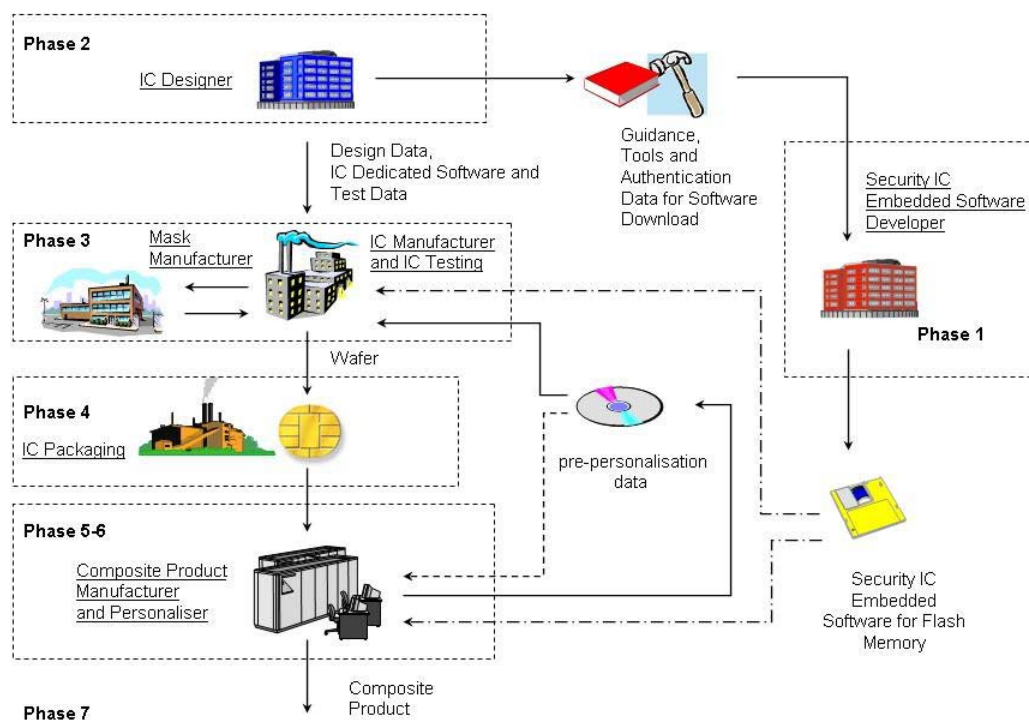 Phase 2
IC Designer
Guidance,
Tools and
Authentication
Data for Software
Download
Design Data,
IC Dedicated Software and
Test Data
Security IC
Embedded Software
Developer
Phase 1
Phase 3
Mask
Manufacturer
IC Manufacturer
and IC Testing
Wafer
Phase 4
IC Packaging
pre-personalisation
data
Phase 5-6
Composite Product
Manufacturer
and Personaliser
Security IC
Embedded
Software for Flash
Memory
Composite
Product
Phase 7